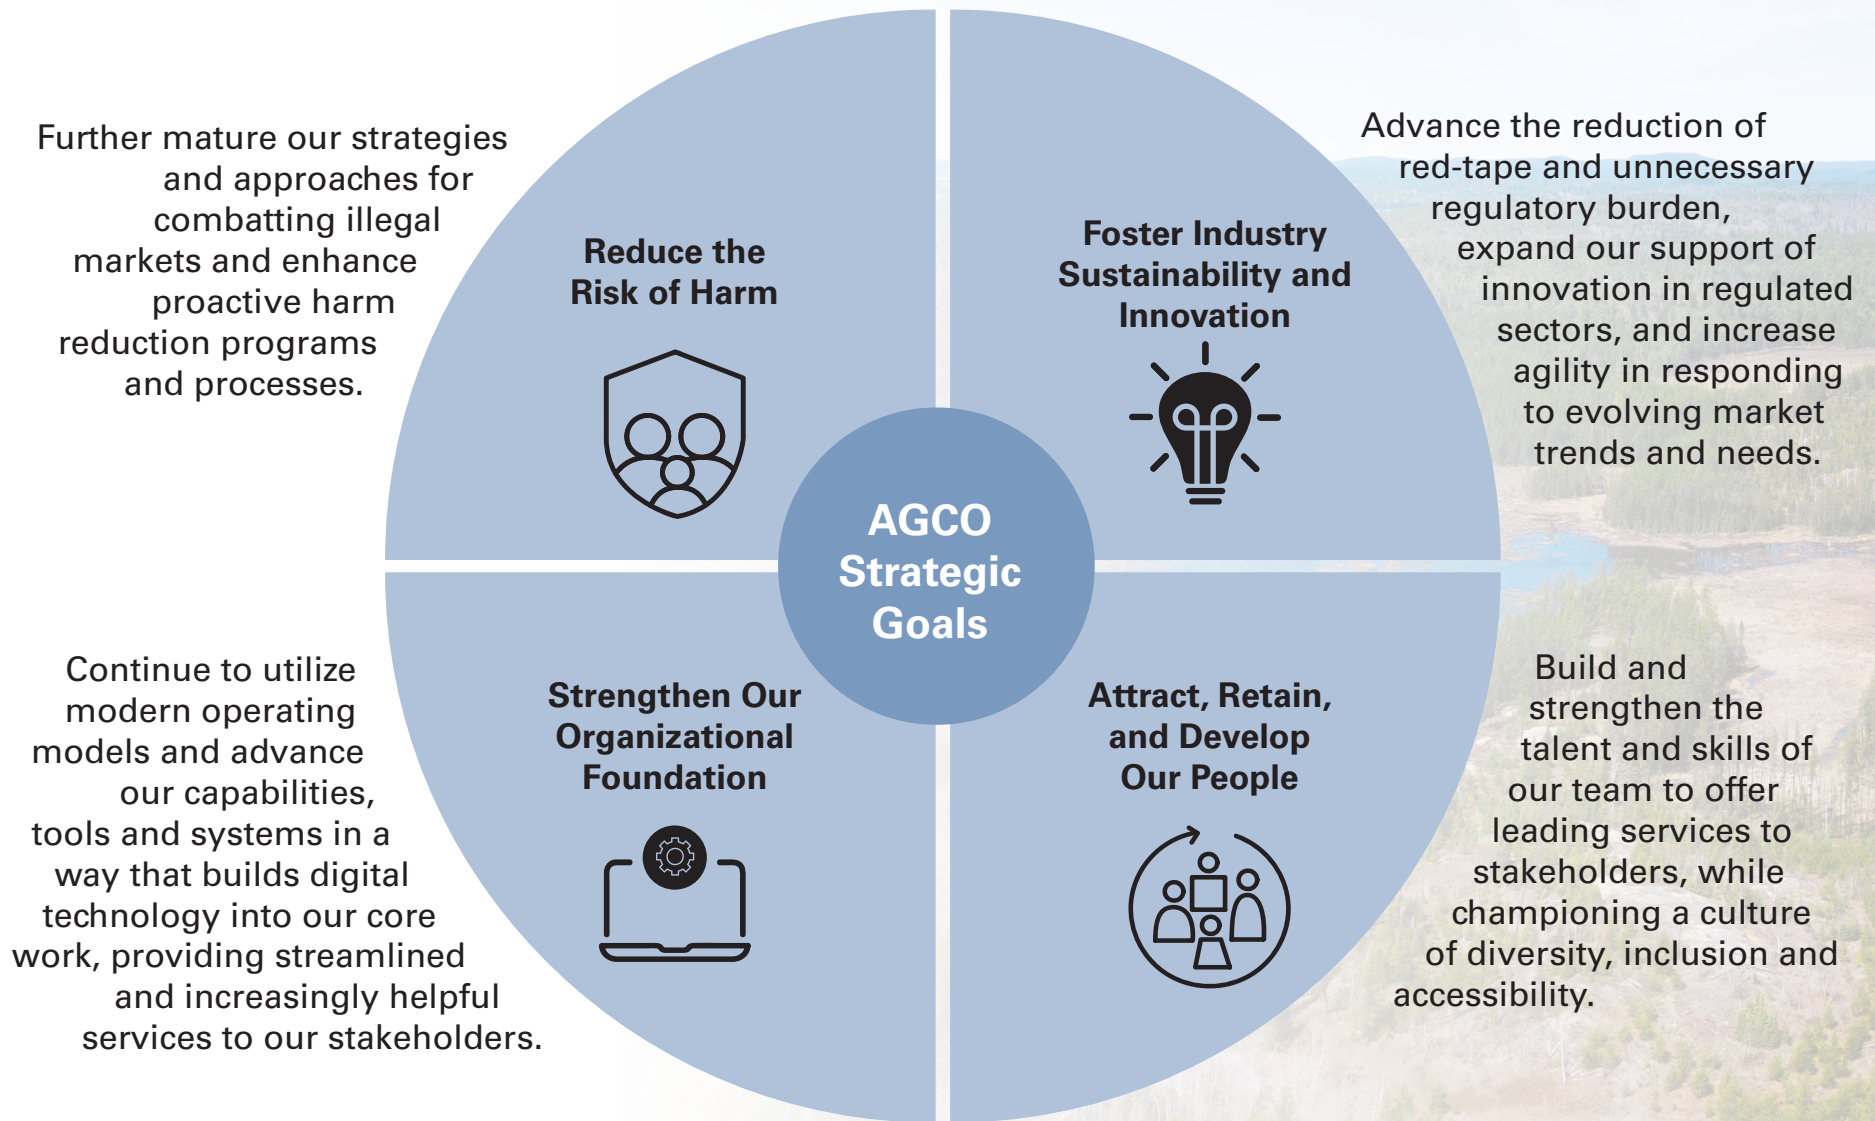 Further mature our strategies
and approaches for
combatting illegal
markets and enhance
proactive harm
reduction programs
and processes.
Reduce the
Risk of Harm
Foster Industry
Sustainability and
Innovation
Advance the reduction of
red-tape and unnecessary
regulatory burden,
expand our support of
innovation in regulated
sectors, and increase
agility in responding
to evolving market
trends and needs.
AGCO
Strategic
Goals
Continue to utilize
modern operating
models and advance
our capabilities,
tools and systems in a
way that builds digital
technology into our core
work, providing streamlined
and increasingly helpful
services to our stakeholders.
Strengthen Our
Organizational
Foundation
Attract, Retain,
and Develop
Our People
Build and
strengthen the
talent and skills of
our team to offer
leading services to
stakeholders, while
championing a culture
of diversity, inclusion and
accessibility.